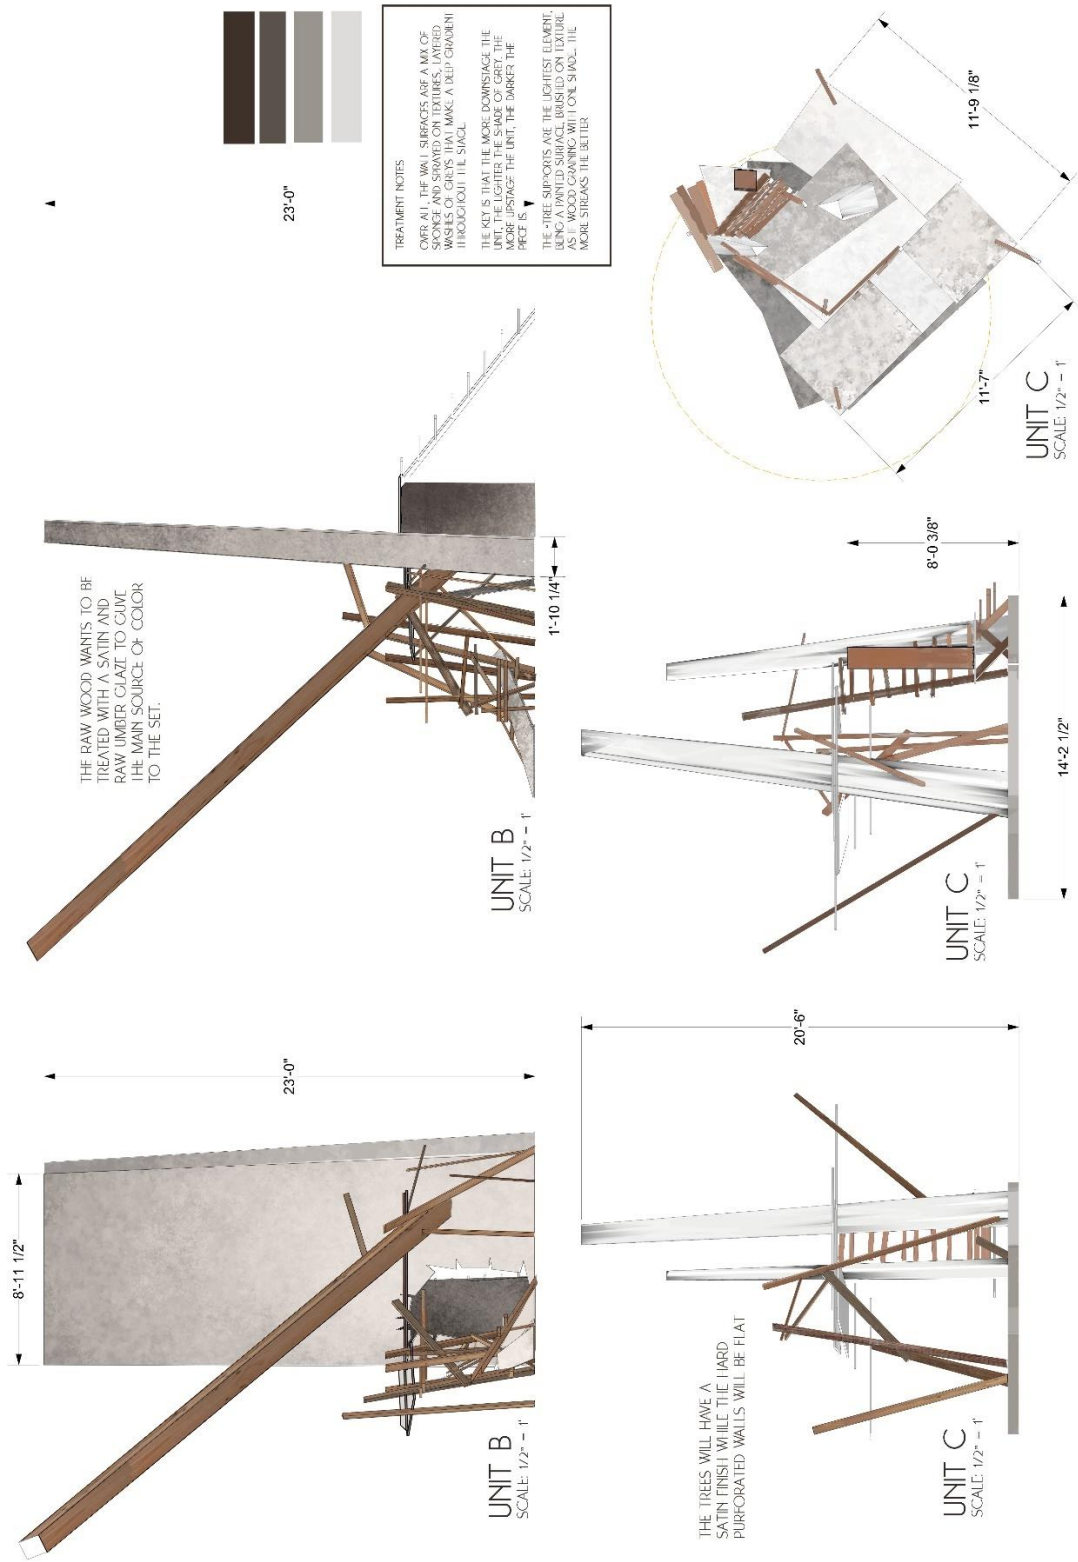 8'-11 1/2"
23'-0"
UNIT B
SCALE: 1/2" = 1'
THE RAW WOOD WANTS TO BE
TREATED WITH A SATIN AND
RAW UMBER GLAZE TO GIVE
THE MAIN SOURCE OF COLOR
TO THE SET.
1'-10 1/4"
UNIT B
SCALE: 1/2" = 1'
23'-0"
TREATMENT NOTES
OVER ALL, THE WALL SURFACES ARE A MIX OF
SPONGE AND SPRAYED ON TEXTURES, LAYERED
WASHES OF GREYS THAT MAKE A DEEP GRADIENT
THROUGHOUT THE STAGE.
THE KEY IS THAT THE MORE DOWNSTAGE THE
UNIT, THE LIGHTER THE SHADE OF GREY. THE
MORE UPSTAGE THE UNIT, THE DARKER THE
PIECE IS.
THE -TREE SUPPORTS ARE THE LIGHTEST ELEMENT,
BEING A PAINTED SURFACE, BRUSHED ON TEXTURE
AS IF WOOD GRAINING WITH ONE SHADE. THE
MORE STREAKS THE BETTER
THE TREES WILL HAVE A
SATIN FINISH WHILE THE HARD
PURFORATED WALLS WILL BE FLAT
20'-6"
UNIT C
SCALE: 1/2" = 1'
8'-0 3/8"
14'-2 1/2"
UNIT C
SCALE: 1/2" = 1'
11'-9 1/8"
11'-7"
UNIT C
SCALE: 1/2" = 1'